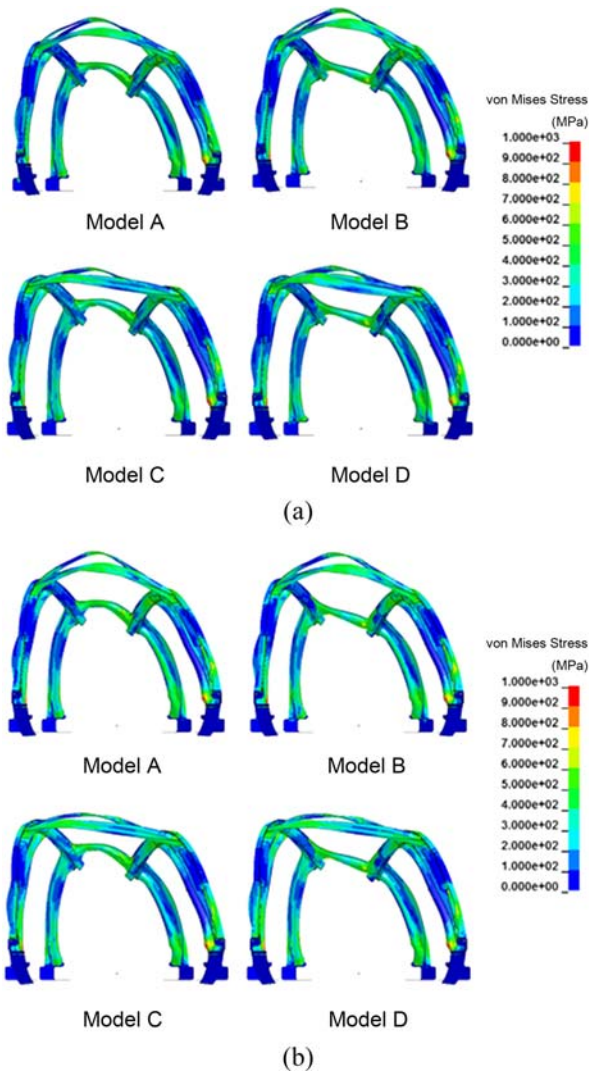 von Mises Stress
(MPa)
1.000e+03
9.000e+02
8.000e+02
7.000e+02
6.000e+02
5.000e+02
4.000e+02
3.000e+02
2.000e+02
1.000e+02
0.000e+00
Model A
Model B
Model C
Model D
(a)
von Mises Stress
(MPa)
1.000e+03
9.000e+02
8.000e+02
7.000e+02
6.000e+02
5.000e+02
4.000e+02
3.000e+02
2.000e+02
1.000e+02
0.000e+00
Model A
Model B
Model C
Model D
(b)